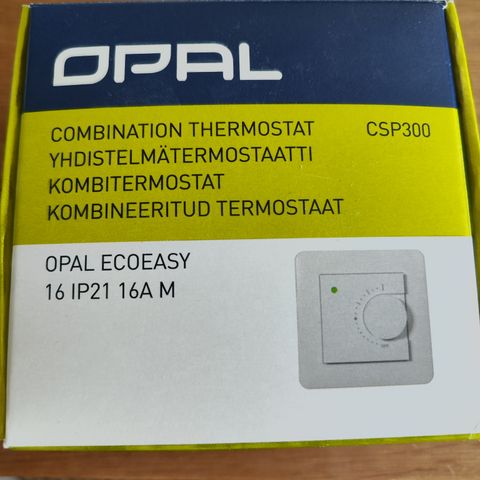 OPAL
COMBINATION THERMOSTAT CSP300
YHDISTELMÄTERMOSTAATTI
KOMBITERMOSTAT
KOMBINEERITUD TERMOSTAAT
OPAL ECOEASY
16 IP21 16A M